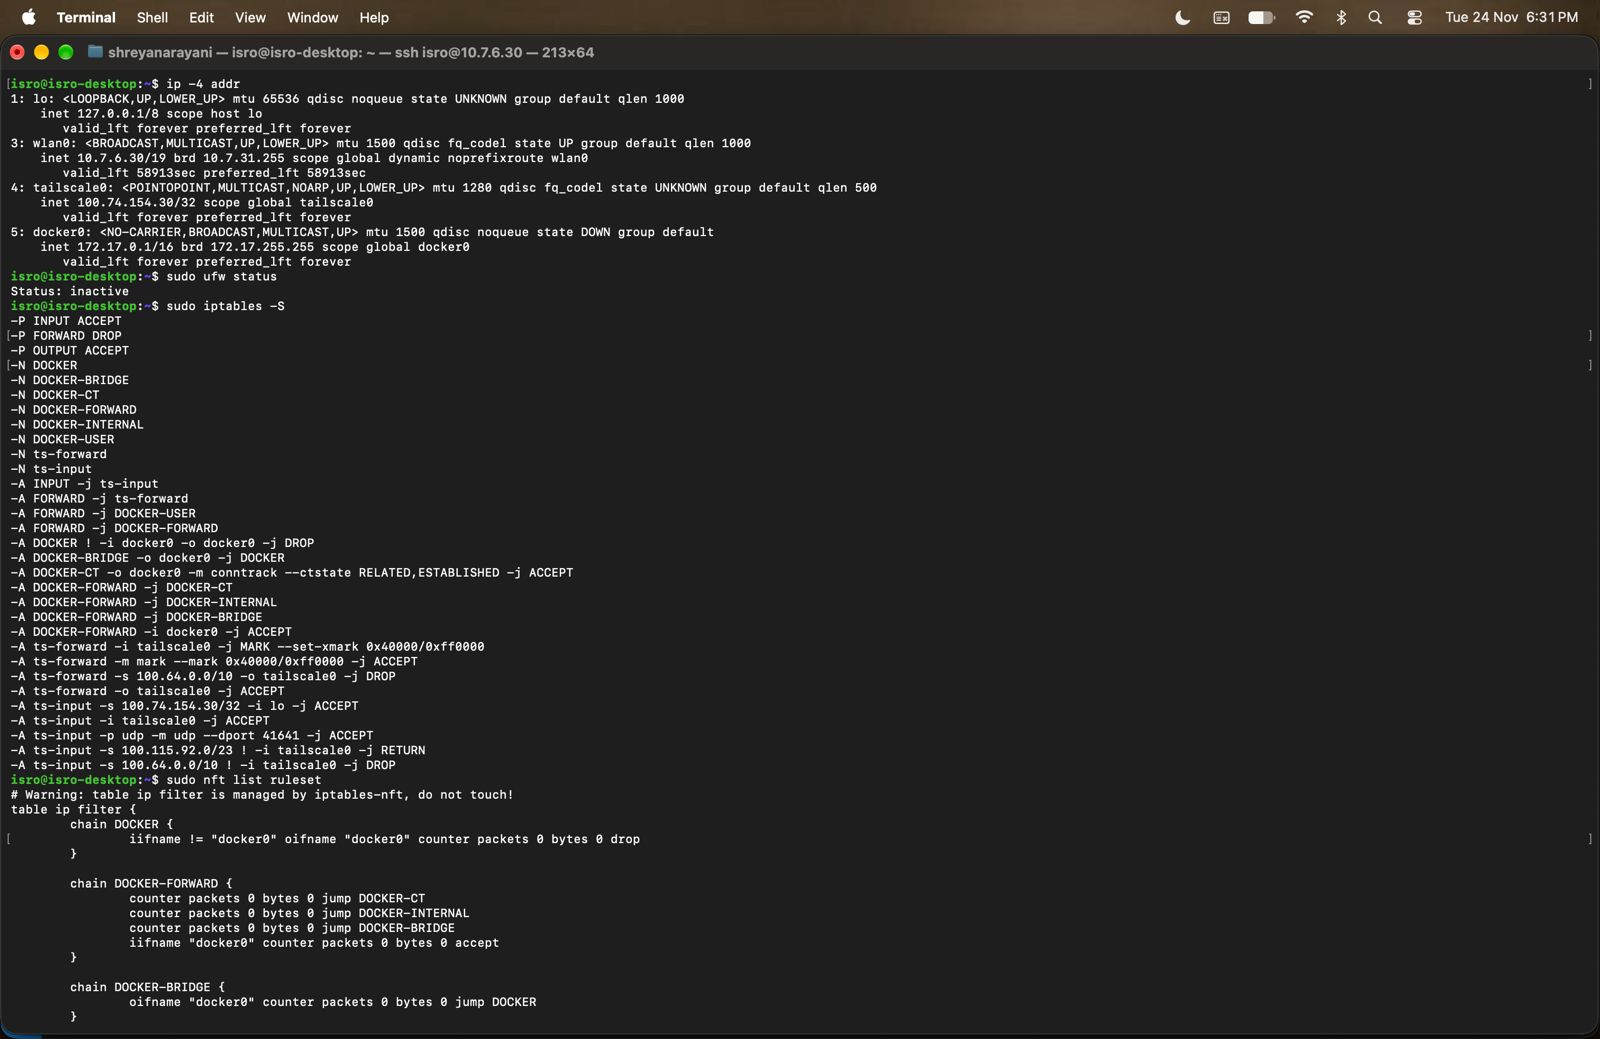 Terminal Shell Edit View Window Help Tue 24 Nov 6:31 PM
shreyanarayani — isro@isro-desktop: ~ — ssh isro@10.7.6.30 — 213×64
[isro@isro-desktop:~$ ip -4 addr ]
1: lo: <LOOPBACK,UP,LOWER_UP> mtu 65536 qdisc noqueue state UNKNOWN group default qlen 1000
    inet 127.0.0.1/8 scope host lo
       valid_lft forever preferred_lft forever
3: wlan0: <BROADCAST,MULTICAST,UP,LOWER_UP> mtu 1500 qdisc fq_codel state UP group default qlen 1000
    inet 10.7.6.30/19 brd 10.7.31.255 scope global dynamic noprefixroute wlan0
       valid_lft 58913sec preferred_lft 58913sec
4: tailscale0: <POINTOPOINT,MULTICAST,NOARP,UP,LOWER_UP> mtu 1280 qdisc fq_codel state UNKNOWN group default qlen 500
    inet 100.74.154.30/32 scope global tailscale0
       valid_lft forever preferred_lft forever
5: docker0: <NO-CARRIER,BROADCAST,MULTICAST,UP> mtu 1500 qdisc noqueue state DOWN group default
    inet 172.17.0.1/16 brd 172.17.255.255 scope global docker0
       valid_lft forever preferred_lft forever
isro@isro-desktop:~$ sudo ufw status
Status: inactive
isro@isro-desktop:~$ sudo iptables -S
-P INPUT ACCEPT
[-P FORWARD DROP ]
-P OUTPUT ACCEPT
[-N DOCKER ]
-N DOCKER-BRIDGE
-N DOCKER-CT
-N DOCKER-FORWARD
-N DOCKER-INTERNAL
-N DOCKER-USER
-N ts-forward
-N ts-input
-A INPUT -j ts-input
-A FORWARD -j ts-forward
-A FORWARD -j DOCKER-USER
-A FORWARD -j DOCKER-FORWARD
-A DOCKER ! -i docker0 -o docker0 -j DROP
-A DOCKER-BRIDGE -o docker0 -j DOCKER
-A DOCKER-CT -o docker0 -m conntrack --ctstate RELATED,ESTABLISHED -j ACCEPT
-A DOCKER-FORWARD -j DOCKER-CT
-A DOCKER-FORWARD -j DOCKER-INTERNAL
-A DOCKER-FORWARD -j DOCKER-BRIDGE
-A DOCKER-FORWARD -i docker0 -j ACCEPT
-A ts-forward -i tailscale0 -j MARK --set-xmark 0x40000/0xff0000
-A ts-forward -m mark --mark 0x40000/0xff0000 -j ACCEPT
-A ts-forward -s 100.64.0.0/10 -o tailscale0 -j DROP
-A ts-forward -o tailscale0 -j ACCEPT
-A ts-input -s 100.74.154.30/32 -i lo -j ACCEPT
-A ts-input -i tailscale0 -j ACCEPT
-A ts-input -p udp -m udp --dport 41641 -j ACCEPT
-A ts-input -s 100.115.92.0/23 ! -i tailscale0 -j RETURN
-A ts-input -s 100.64.0.0/10 ! -i tailscale0 -j DROP
isro@isro-desktop:~$ sudo nft list ruleset
# Warning: table ip filter is managed by iptables-nft, do not touch!
table ip filter {
        chain DOCKER {
[                iifname != "docker0" oifname "docker0" counter packets 0 bytes 0 drop ]
        }
        chain DOCKER-FORWARD {
                counter packets 0 bytes 0 jump DOCKER-CT
                counter packets 0 bytes 0 jump DOCKER-INTERNAL
                counter packets 0 bytes 0 jump DOCKER-BRIDGE
                iifname "docker0" counter packets 0 bytes 0 accept
        }
        chain DOCKER-BRIDGE {
                oifname "docker0" counter packets 0 bytes 0 jump DOCKER
        }